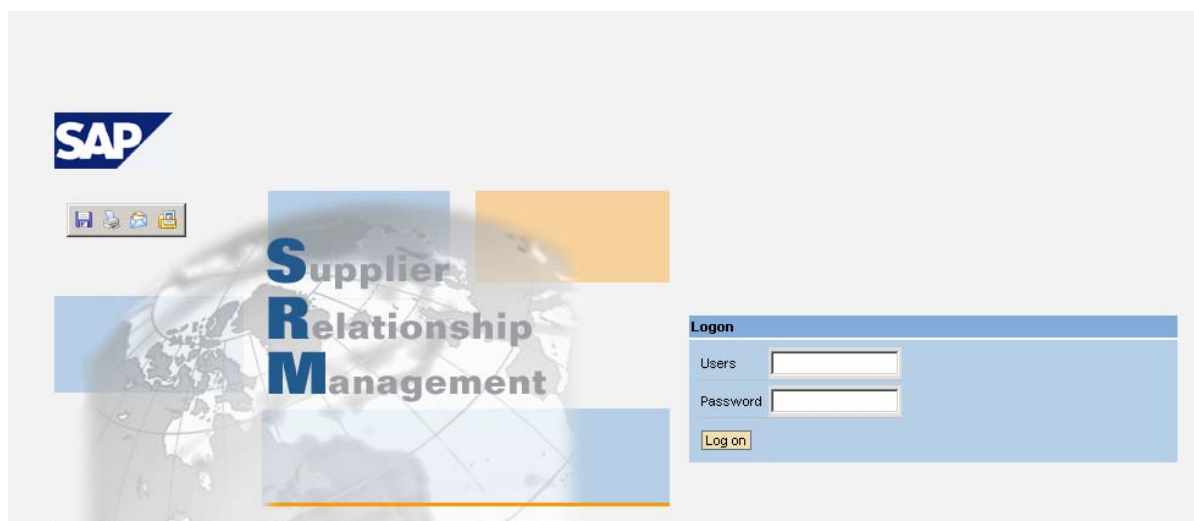 SAP
Supplier
Relationship
Management
Logon
Users
Password
Log on